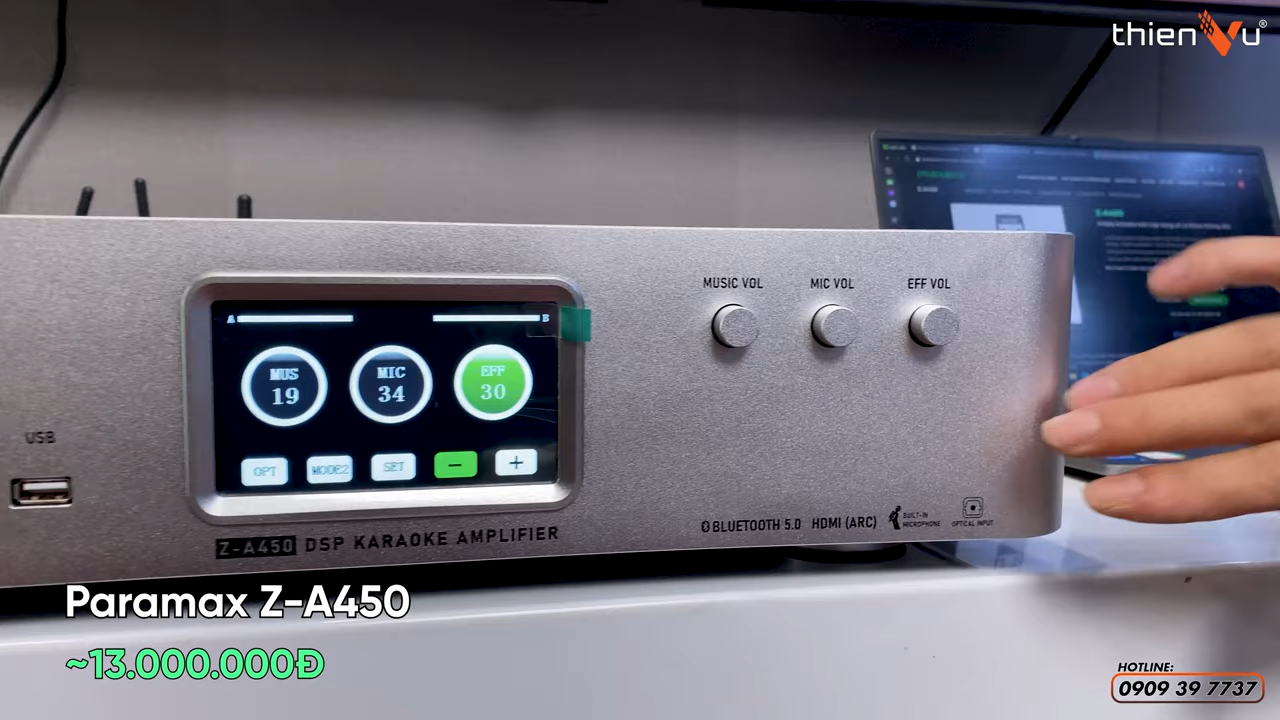 thienVu®
MUSIC VOL MIC VOL EFF VOL
A B
MUS MIC EFF
19 34 30
OPT MODE2 SET − +
USB
Z-A450 DSP KARAOKE AMPLIFIER
BLUETOOTH 5.0 HDMI (ARC) BUILT-IN MICROPHONE OPTICAL INPUT
Z-A450
Paramax Z-A450
~13.000.000Đ
HOTLINE:
0909 39 7737